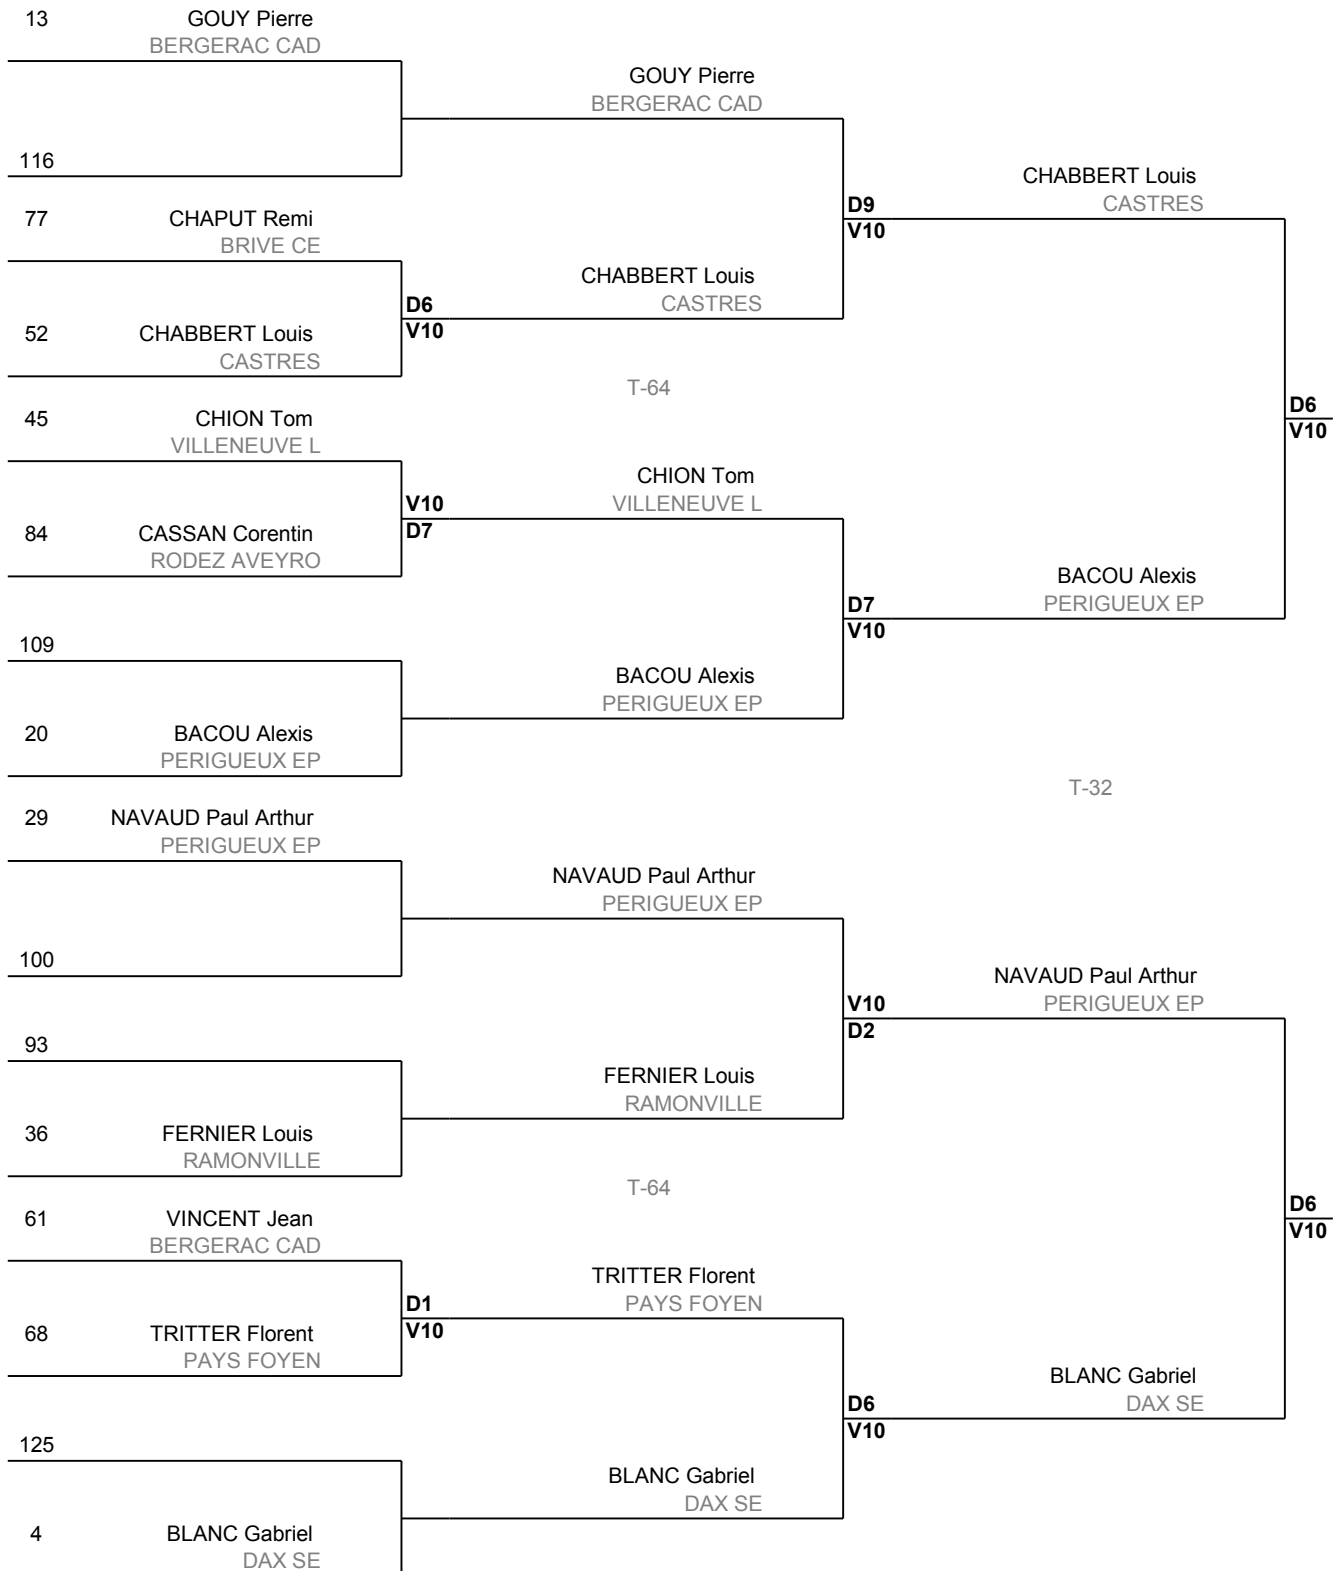 13 GOUY Pierre
BERGERAC CAD
116
77 CHAPUT Remi
BRIVE CE
52 CHABBERT Louis
CASTRES
45 CHION Tom
VILLENEUVE L
84 CASSAN Corentin
RODEZ AVEYRO
109
20 BACOU Alexis
PERIGUEUX EP
29 NAVAUD Paul Arthur
PERIGUEUX EP
100
93
36 FERNIER Louis
RAMONVILLE
61 VINCENT Jean
BERGERAC CAD
68 TRITTER Florent
PAYS FOYEN
125
4 BLANC Gabriel
DAX SE
GOUY Pierre
BERGERAC CAD
D6
V10
CHABBERT Louis
CASTRES
T-64
V10
D7
CHION Tom
VILLENEUVE L
BACOU Alexis
PERIGUEUX EP
NAVAUD Paul Arthur
PERIGUEUX EP
FERNIER Louis
RAMONVILLE
T-64
D1
V10
TRITTER Florent
PAYS FOYEN
BLANC Gabriel
DAX SE
D9
V10
CHABBERT Louis
CASTRES
D7
V10
BACOU Alexis
PERIGUEUX EP
T-32
V10
D2
NAVAUD Paul Arthur
PERIGUEUX EP
D6
V10
BLANC Gabriel
DAX SE
D6
V10
D6
V10